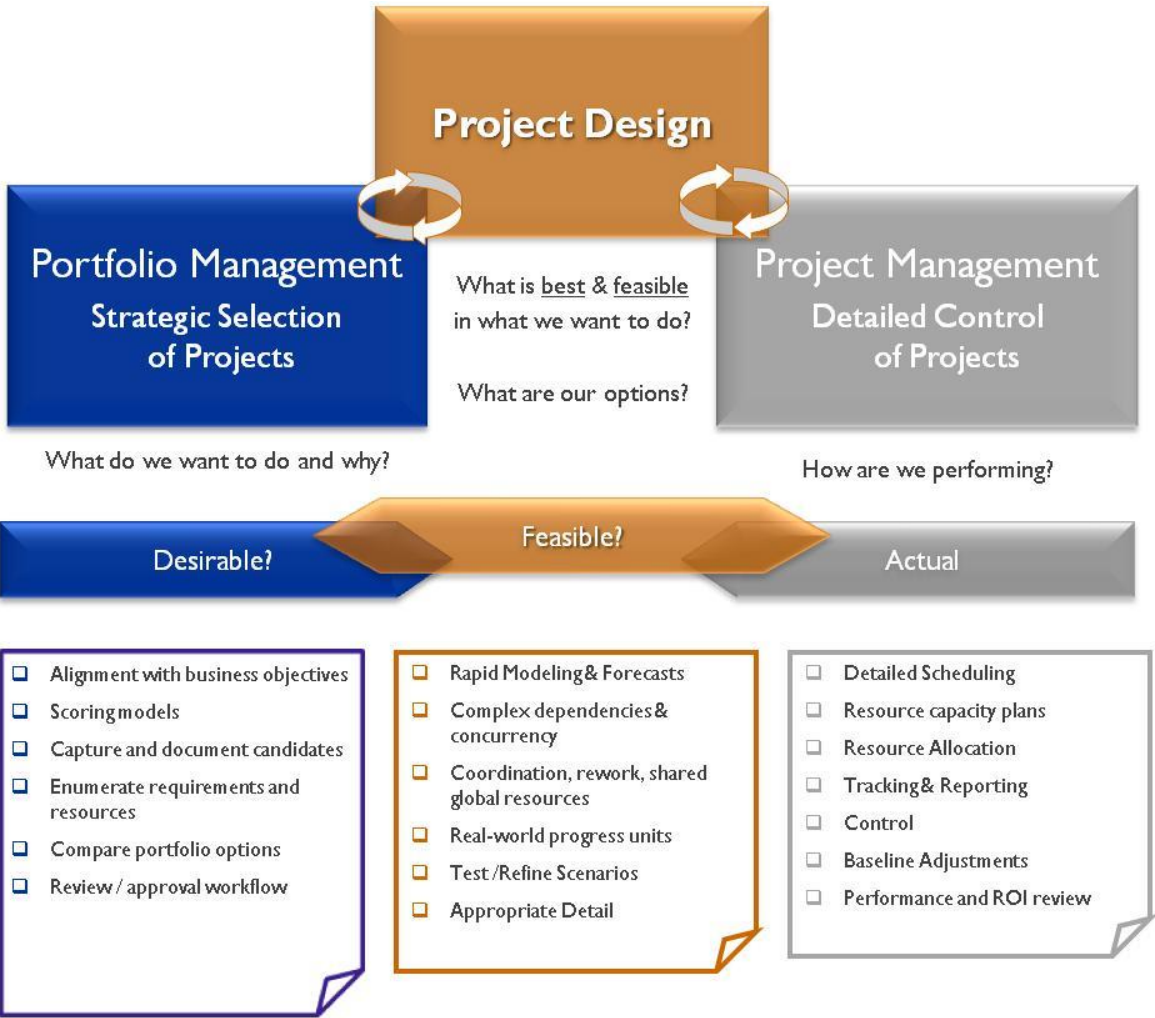 Project Design
Portfolio Management
Strategic Selection
of Projects
What is best & feasible
in what we want to do?
What are our options?
Project Management
Detailed Control
of Projects
What do we want to do and why?
How are we performing?
Desirable?
Feasible?
Actual
Alignment with business objectives
Scoring models
Capture and document candidates
Enumerate requirements and
resources
Compare portfolio options
Review / approval workflow
Rapid Modeling & Forecasts
Complex dependencies &
concurrency
Coordination, rework, shared
global resources
Real-world progress units
Test /Refine Scenarios
Appropriate Detail
Detailed Scheduling
Resource capacity plans
Resource Allocation
Tracking & Reporting
Control
Baseline Adjustments
Performance and ROI review